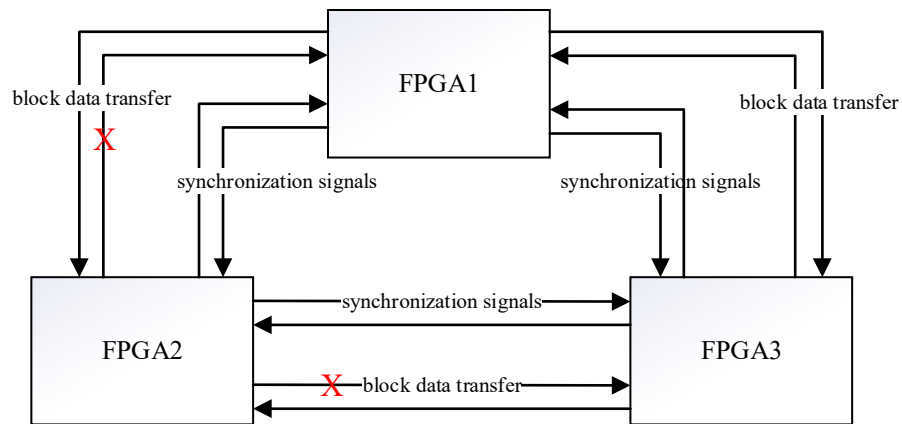 FPGA1
block data transfer
block data transfer
X
synchronization signals
synchronization signals
synchronization signals
FPGA2
FPGA3
X
block data transfer